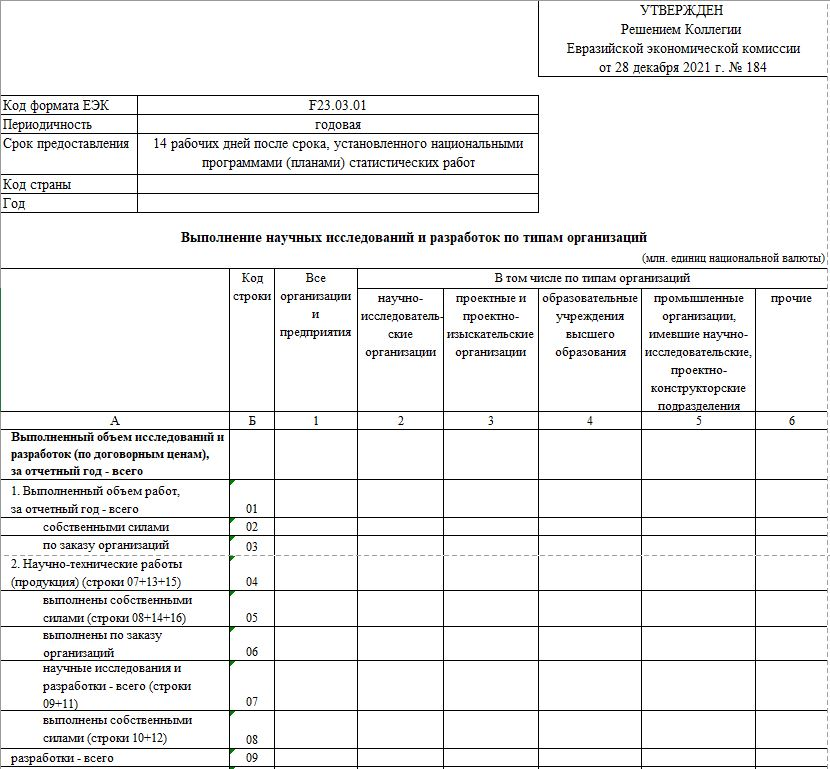 УТВЕРЖДЕН
Решением Коллегии
Евразийской экономической комиссии
от 28 декабря 2021 г. № 184
Код формата ЕЭК F23.03.01
Периодичность годовая
Срок предоставления 14 рабочих дней после срока, установленного национальными
программами (планами) статистических работ
Код страны
Год
Выполнение научных исследований и разработок по типам организаций
(млн. единиц национальной валюты)
Код
строки
Все
организации
и
предприятия
В том числе по типам организаций
научно-
исследователь-
ские
организации
проектные и
проектно-
изыскательские
организации
образовательные
учреждения
высшего
образования
промышленные
организации,
имевшие научно-
исследовательские,
проектно-
конструкторские
подразделения
прочие
А Б 1 2 3 4 5 6
Выполненный объем исследований и
разработок (по договорным ценам),
за отчетный год - всего
1. Выполненный объем работ,
за отчетный год - всего 01
собственными силами 02
по заказу организаций 03
2. Научно-технические работы
(продукция) (строки 07+13+15) 04
выполнены собственными
силами (строки 08+14+16) 05
выполнены по заказу
организаций 06
научные исследования и
разработки - всего (строки
09+11) 07
выполнены собственными
силами (строки 10+12) 08
разработки - всего 09